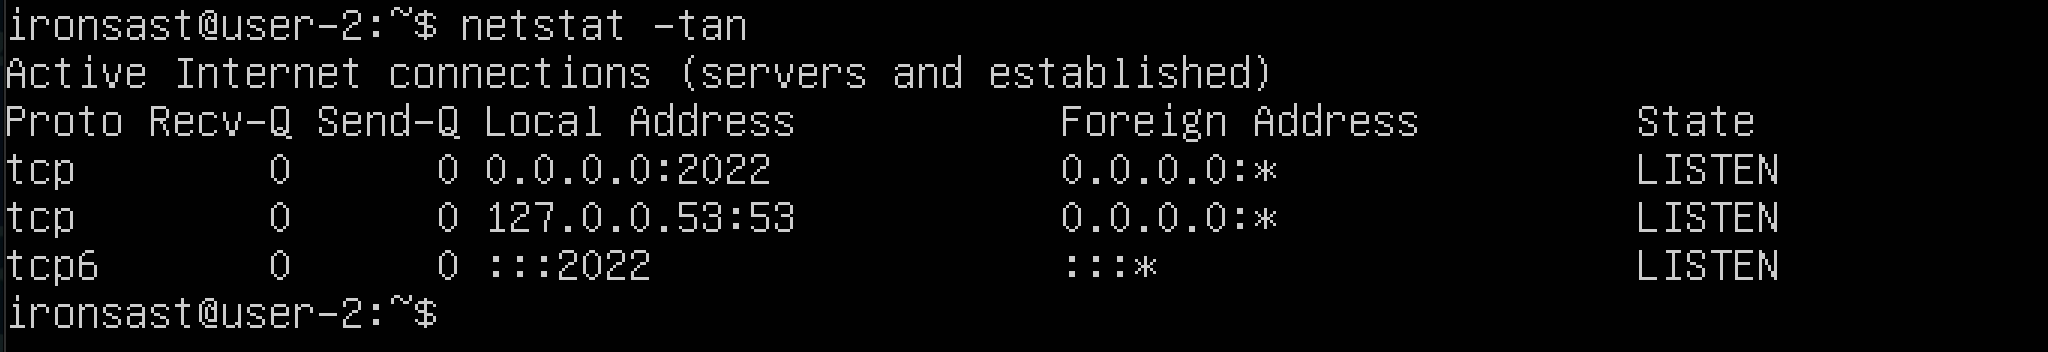 ironsast@user-2:~$ netstat -tan
Active Internet connections (servers and established)
Proto Recv-Q Send-Q Local Address           Foreign Address         State
tcp        0      0 0.0.0.0:2022            0.0.0.0:*               LISTEN
tcp        0      0 127.0.0.53:53           0.0.0.0:*               LISTEN
tcp6       0      0 :::2022                 :::*                    LISTEN
ironsast@user-2:~$